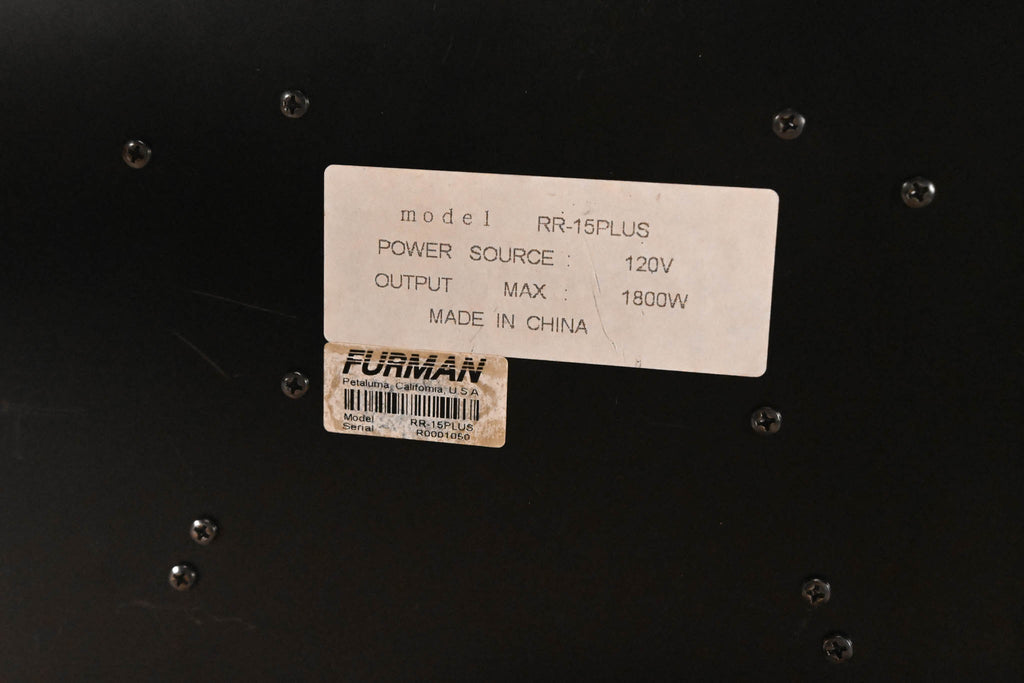 model RR-15PLUS
POWER SOURCE : 120V
OUTPUT MAX : 1800W
MADE IN CHINA
FURMAN
Petaluma, California, U.S.A
Model RR-15PLUS
Serial R0001050